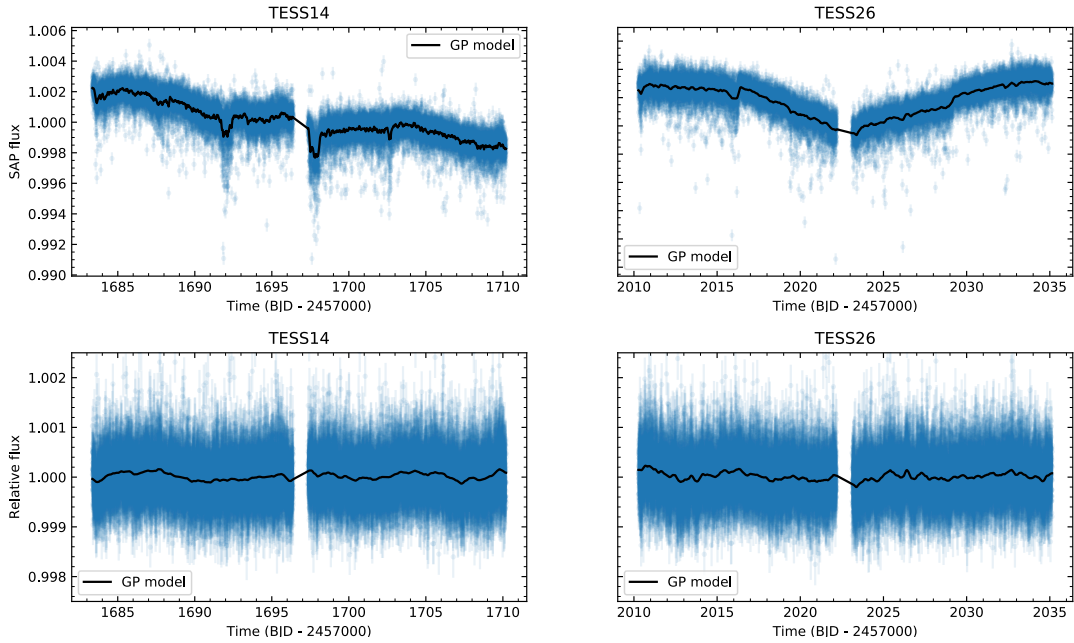 TESS14
1.006
1.004
1.002
1.000
0.998
0.996
0.994
0.992
0.990
SAP flux
GP model
1685 1690 1695 1700 1705 1710
Time (BJD - 2457000)
TESS26
GP model
2010 2015 2020 2025 2030 2035
Time (BJD - 2457000)
TESS14
1.002
1.001
1.000
0.999
0.998
Relative flux
GP model
1685 1690 1695 1700 1705 1710
Time (BJD - 2457000)
TESS26
GP model
2010 2015 2020 2025 2030 2035
Time (BJD - 2457000)